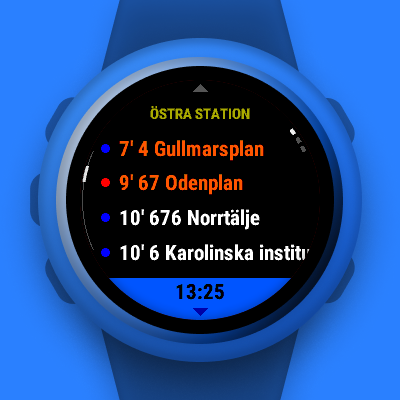 ÖSTRA STATION
7' 4 Gullmarsplan
9' 67 Odenplan
10' 676 Norrtälje
10' 6 Karolinska institu
13:25